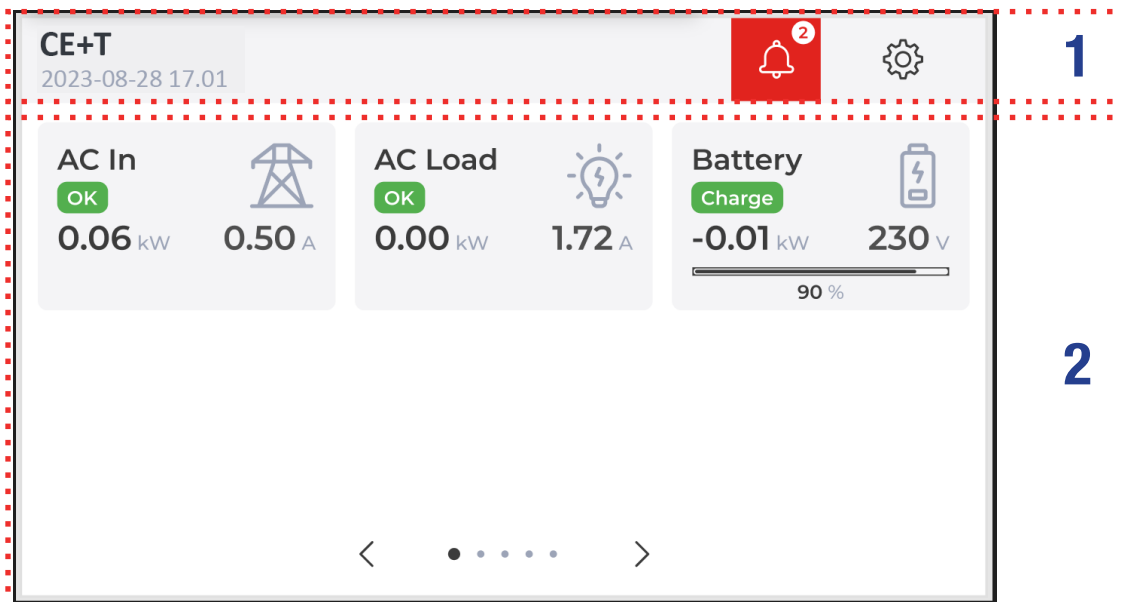 CE+T
2023-08-28 17.01
2
1
AC In
OK
0.06 kW 0.50 A
AC Load
OK
0.00 kW 1.72 A
Battery
Charge
-0.01 kW 230 V
90 %
2